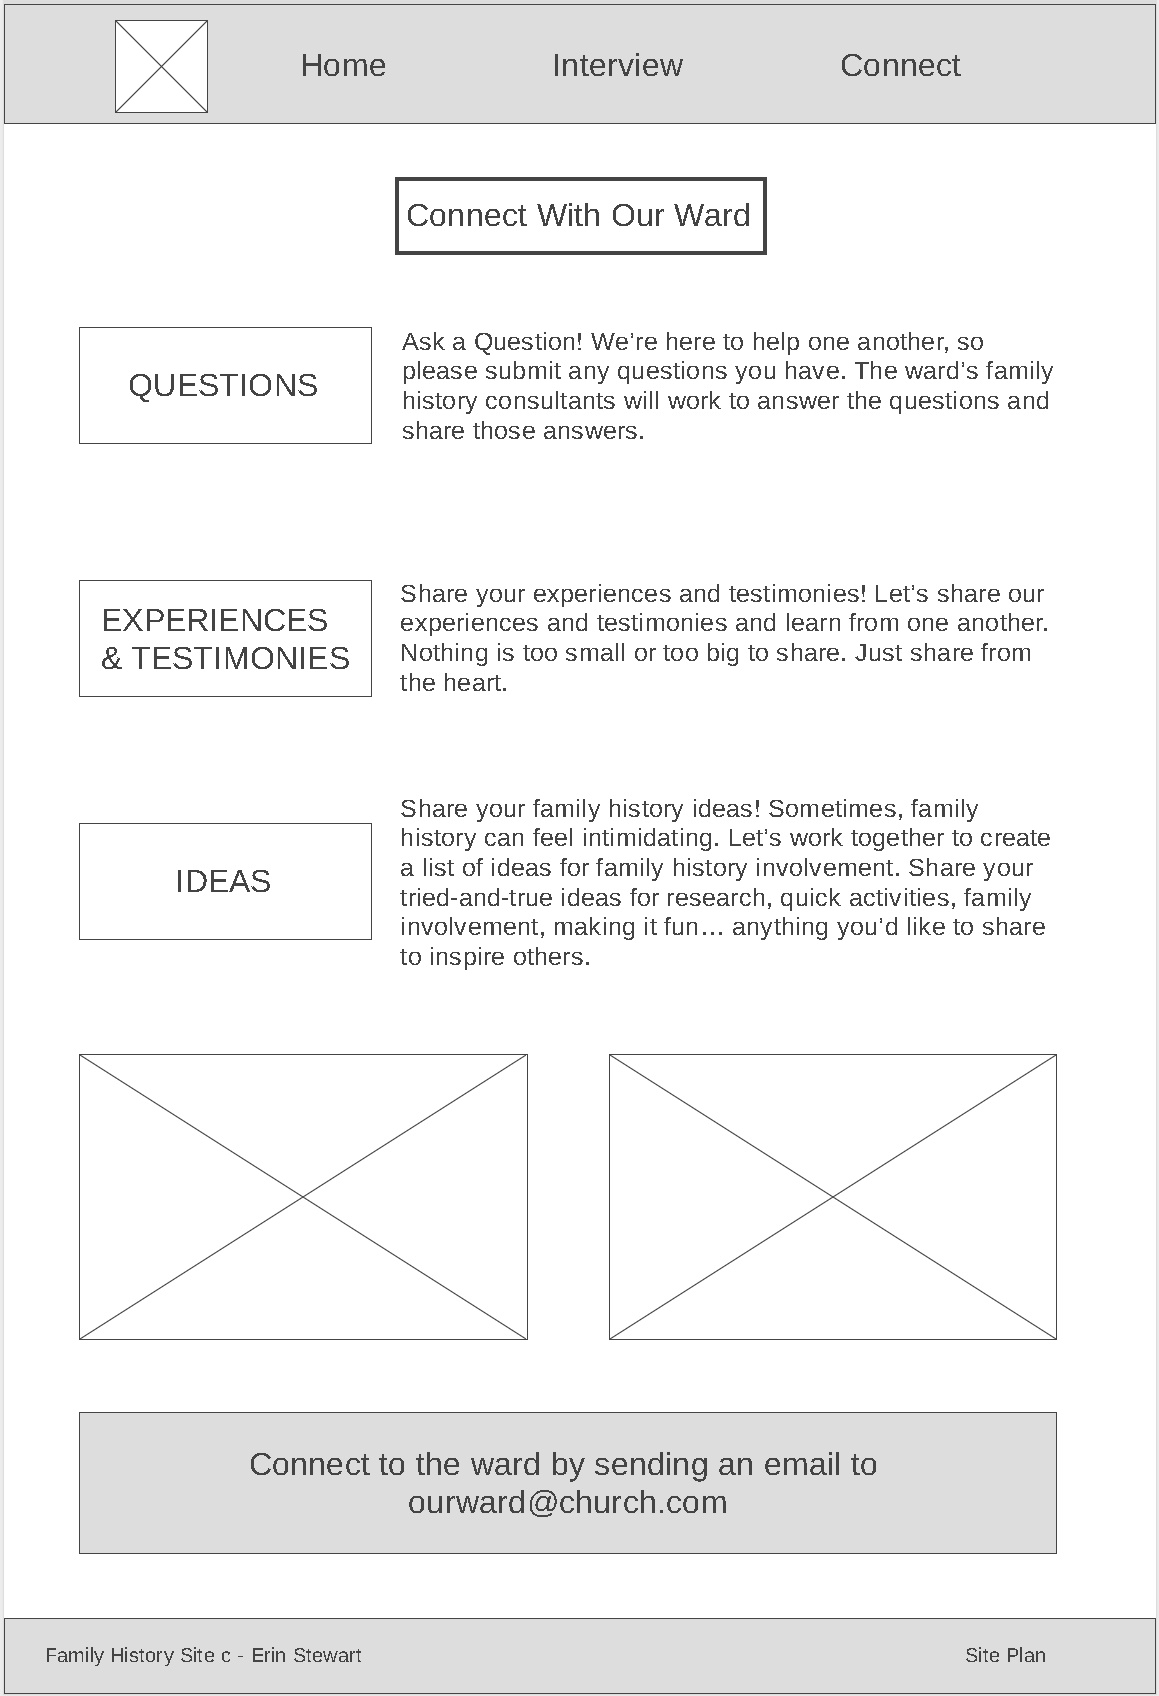 Home Interview Connect
Connect With Our Ward
QUESTIONS
Ask a Question! We’re here to help one another, so
please submit any questions you have. The ward’s family
history consultants will work to answer the questions and
share those answers.
EXPERIENCES
& TESTIMONIES
Share your experiences and testimonies! Let’s share our
experiences and testimonies and learn from one another.
Nothing is too small or too big to share. Just share from
the heart.
IDEAS
Share your family history ideas! Sometimes, family
history can feel intimidating. Let’s work together to create
a list of ideas for family history involvement. Share your
tried-and-true ideas for research, quick activities, family
involvement, making it fun… anything you’d like to share
to inspire others.
Connect to the ward by sending an email to
ourward@church.com
Family History Site c - Erin Stewart Site Plan